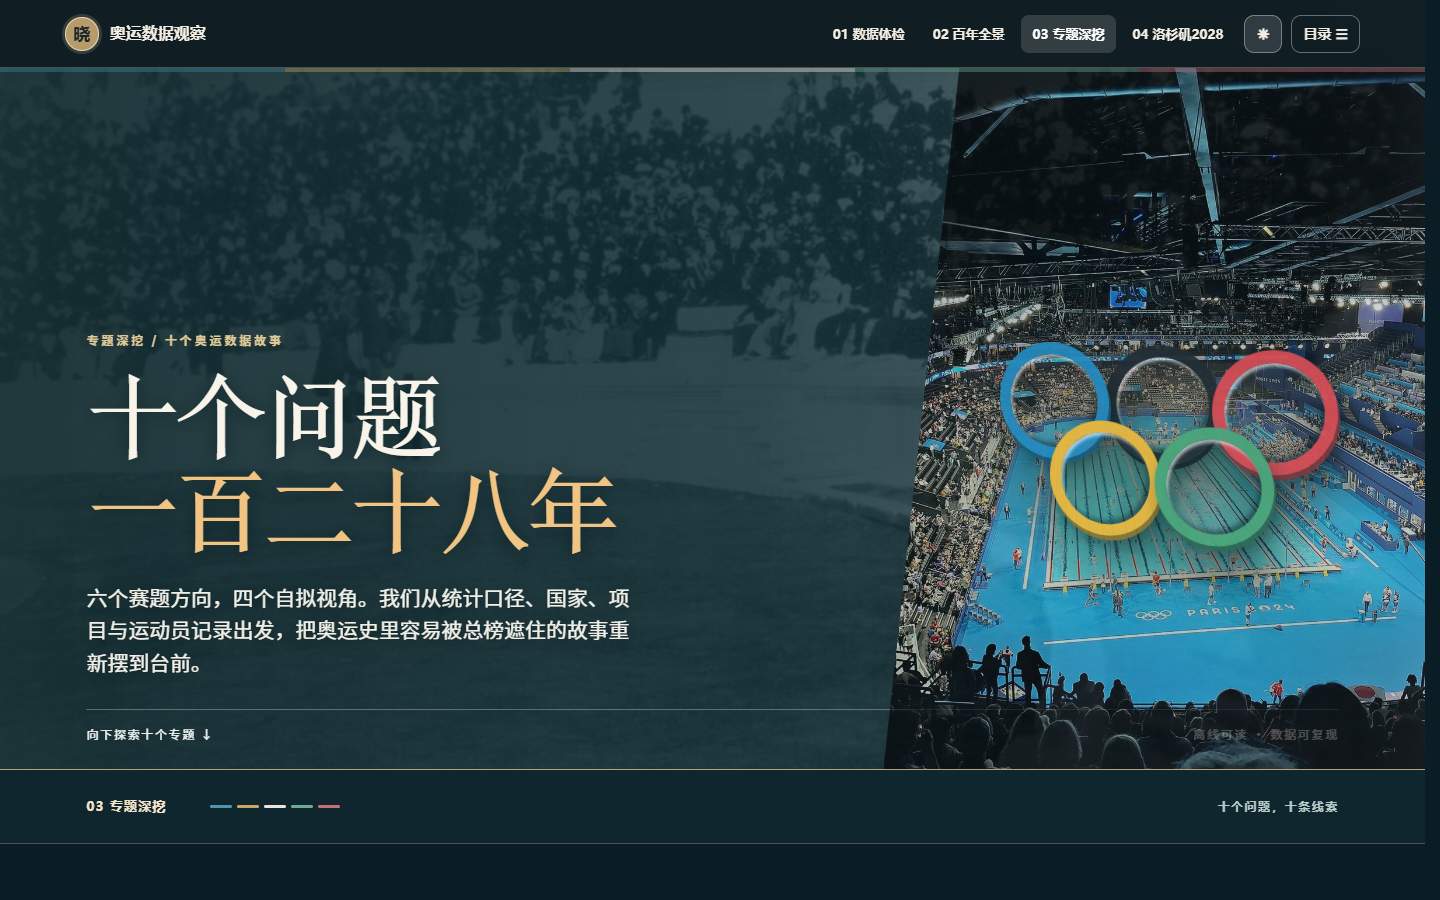 晓 奥运数据观察
01 数据体检 02 百年全景 03 专题深挖 04 洛杉矶2028 目录
专题深挖 / 十个奥运数据故事
十个问题
一百二十八年
六个赛题方向，四个自拟视角。我们从统计口径、国家、项
目与运动员记录出发，把奥运史里容易被总榜遮住的故事重
新摆到台前。
PARIS 2024
向下探索十个专题 ↓
离线可读 · 数据可复现
03 专题深挖
十个问题，十条线索